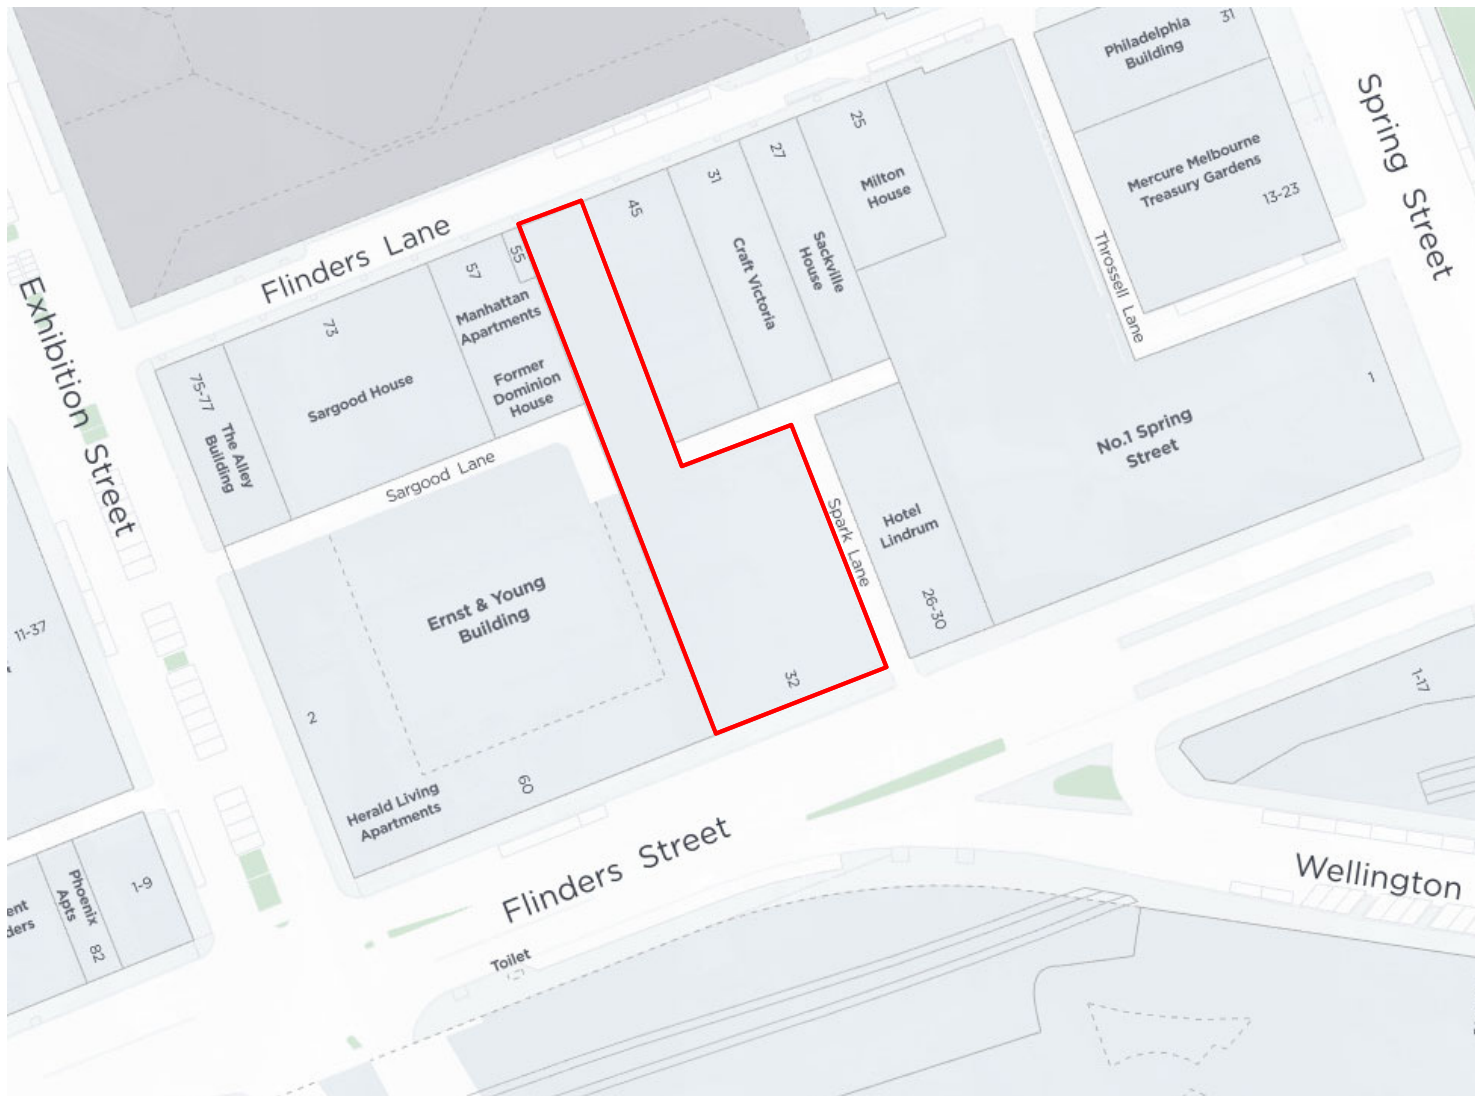 31
Philadelphia
Building
Spring Street
25
Milton
House
27
Sackville
House
31
Craft Victoria
45
Mercure Melbourne
Treasury Gardens
13-23
Throssell Lane
Flinders Lane
55
57
Manhattan
Apartments
Former
Dominion
House
73
Sargood House
75-77
The Alley
Building
Exhibition Street
Sargood Lane
1
No.1 Spring
Street
Hotel
Lindrum
26-30
Spark Lane
Ernst & Young
Building
2
11-37
32
1-17
60
Herald Living
Apartments
Flinders Street
Wellington
1-9
Phoenix
Apts
82
ent
ders
Toilet